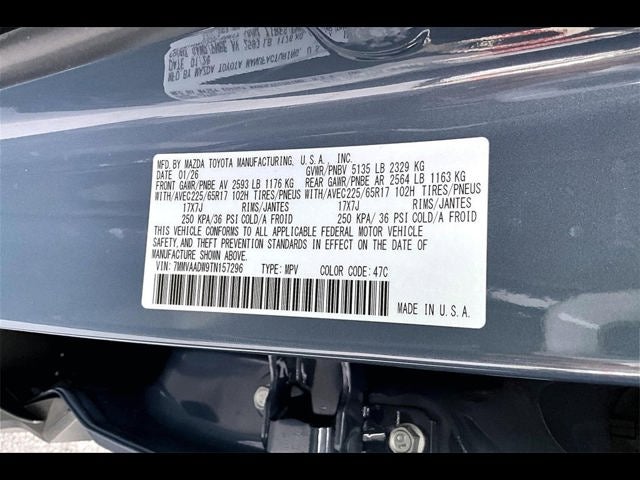 MFD. BY MAZDA TOYOTA MANUFACTURING, U.S.A., INC.
DATE 01/26 GVWR/PNBV 5135 LB 2329 KG
FRONT GAWR/PNBE AV 2593 LB 1176 KG REAR GAWR/PNBE AR 2564 LB 1163 KG
WITH/AVEC225/65R17 102H TIRES/PNEUS WITH/AVEC225/65R17 102H TIRES/PNEUS
17X7J RIMS/JANTES 17X7J RIMS/JANTES
250 KPA/36 PSI COLD/A FROID 250 KPA/36 PSI COLD/A FROID
THIS VEHICLE CONFORMS TO ALL APPLICABLE FEDERAL MOTOR VEHICLE
SAFETY, AND THEFT PREVENTION STANDARDS IN EFFECT ON THE DATE OF
MANUFACTURE SHOWN ABOVE.
VIN: 7MMVAADW9TN157296 TYPE: MPV COLOR CODE: 47C
MADE IN U.S.A.